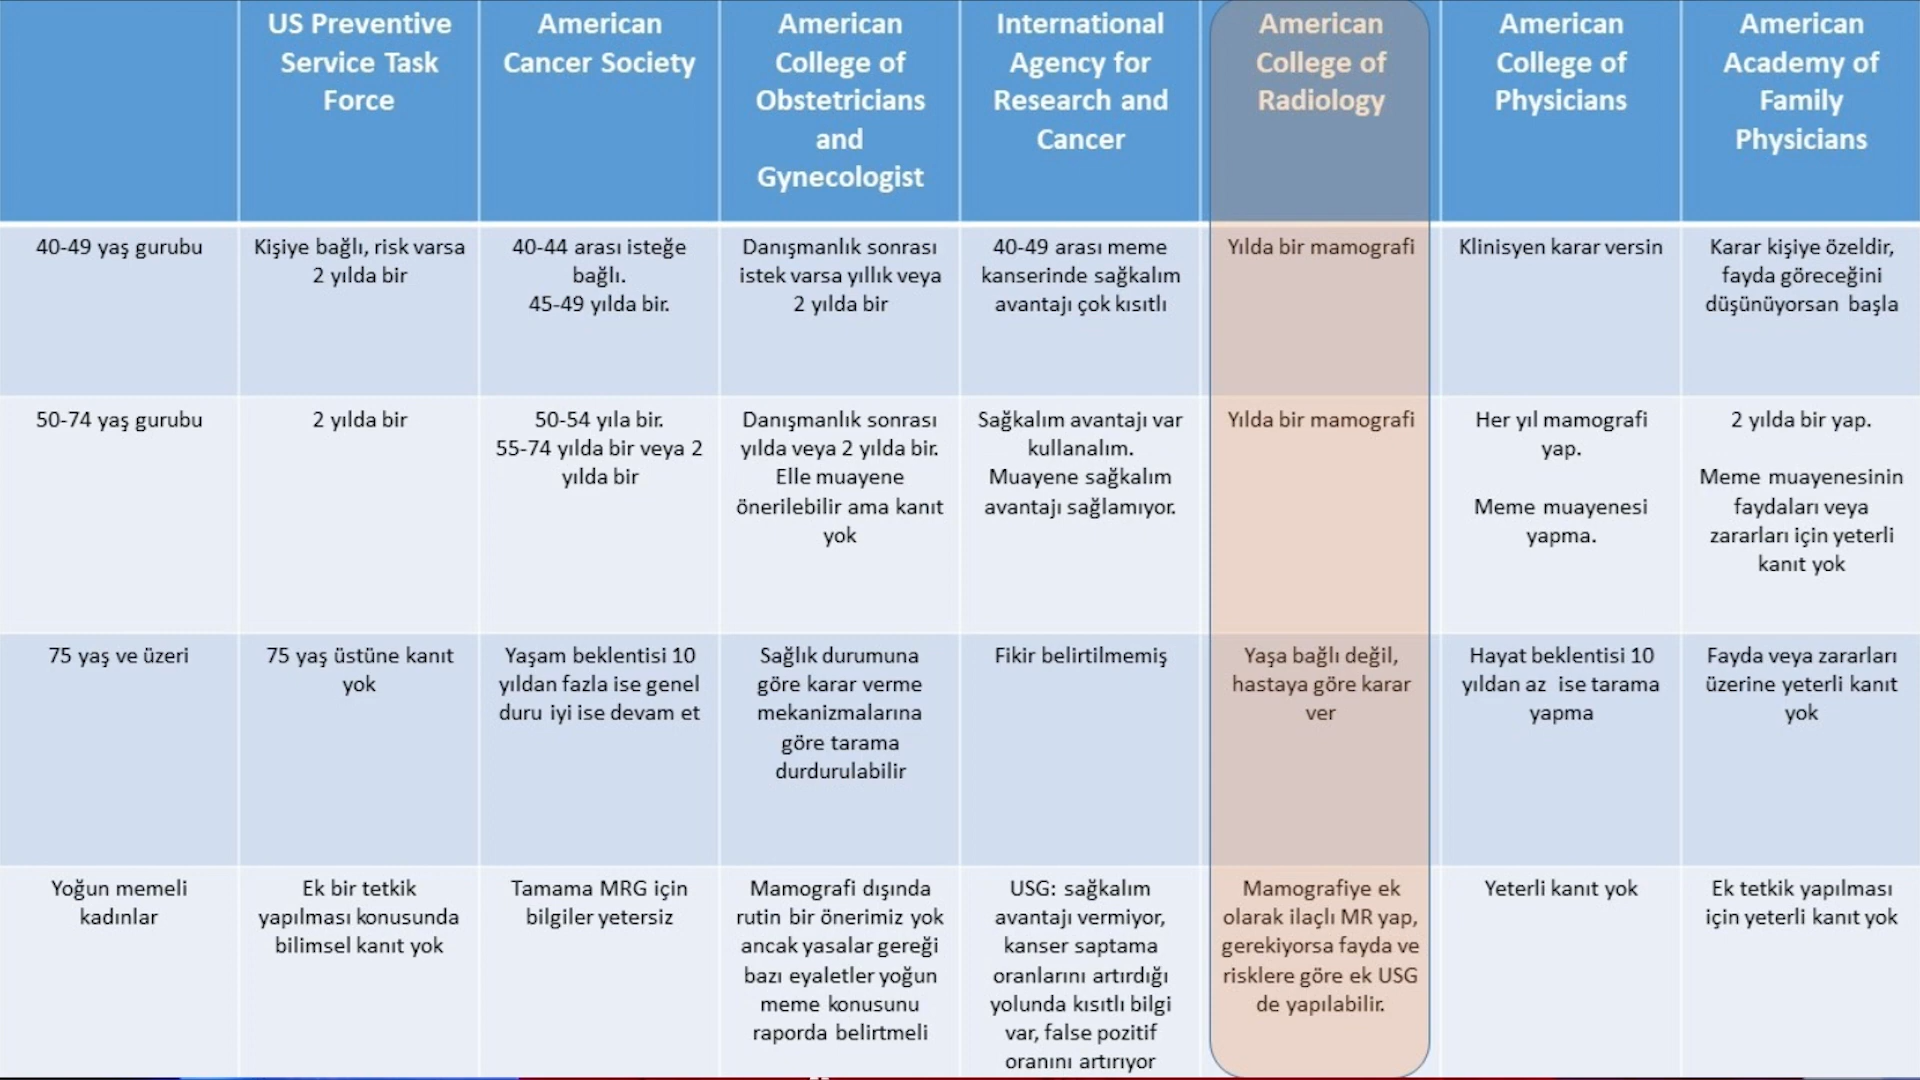 US Preventive
Service Task
Force
American
Cancer Society
American
College of
Obstetricians
and
Gynecologist
International
Agency for
Research and
Cancer
American
College of
Radiology
American
College of
Physicians
American
Academy of
Family
Physicians
40-49 yaş gurubu
Kişiye bağlı, risk varsa
2 yılda bir
40-44 arası isteğe
bağlı.
45-49 yılda bir.
Danışmanlık sonrası
istek varsa yıllık veya
2 yılda bir
40-49 arası meme
kanserinde sağkalım
avantajı çok kısıtlı
Yılda bir mamografi
Klinisyen karar versin
Karar kişiye özeldir,
fayda göreceğini
düşünüyorsan başla
50-74 yaş gurubu
2 yılda bir
50-54 yıla bir.
55-74 yılda bir veya 2
yılda bir
Danışmanlık sonrası
yılda veya 2 yılda bir.
Elle muayene
önerilebilir ama kanıt
yok
Sağkalım avantajı var
kullanalım.
Muayene sağkalım
avantajı sağlamıyor.
Yılda bir mamografi
Her yıl mamografi
yap.
Meme muayenesi
yapma.
2 yılda bir yap.
Meme muayenesinin
faydaları veya
zararları için yeterli
kanıt yok
75 yaş ve üzeri
75 yaş üstüne kanıt
yok
Yaşam beklentisi 10
yıldan fazla ise genel
duru iyi ise devam et
Sağlık durumuna
göre karar verme
mekanizmalarına
göre tarama
durdurulabilir
Fikir belirtilmemiş
Yaşa bağlı değil,
hastaya göre karar
ver
Hayat beklentisi 10
yıldan az ise tarama
yapma
Fayda veya zararları
üzerine yeterli kanıt
yok
Yoğun memeli
kadınlar
Ek bir tetkik
yapılması konusunda
bilimsel kanıt yok
Tamama MRG için
bilgiler yetersiz
Mamografi dışında
rutin bir önerimiz yok
ancak yasalar gereği
bazı eyaletler yoğun
meme konusunu
raporda belirtmeli
USG: sağkalım
avantajı vermiyor,
kanser saptama
oranlarını artırdığı
yolunda kısıtlı bilgi
var, false pozitif
oranını artırıyor
Mamografiye ek
olarak ilaçlı MR yap,
gerekiyorsa fayda ve
risklere göre ek USG
de yapılabilir.
Yeterli kanıt yok
Ek tetkik yapılması
için yeterli kanıt yok